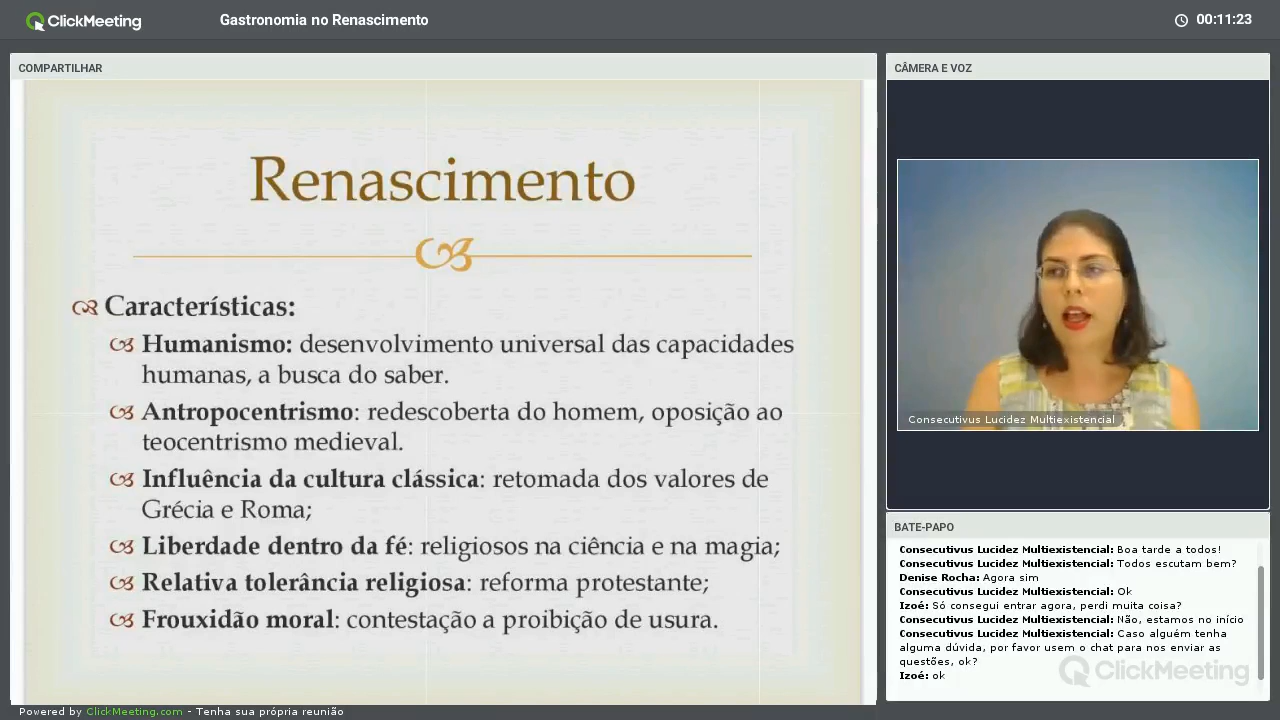 ClickMeeting
Gastronomia no Renascimento
00:11:23
COMPARTILHAR
Renascimento
Características:
Humanismo: desenvolvimento universal das capacidades
humanas, a busca do saber.
Antropocentrismo: redescoberta do homem, oposição ao
teocentrismo medieval.
Influência da cultura clássica: retomada dos valores de
Grécia e Roma;
Liberdade dentro da fé: religiosos na ciência e na magia;
Relativa tolerância religiosa: reforma protestante;
Frouxidão moral: contestação a proibição de usura.
CÂMERA E VOZ
Consecutivus Lucidez Multiexistencial
BATE-PAPO
Consecutivus Lucidez Multiexistencial: Boa tarde a todos!
Consecutivus Lucidez Multiexistencial: Todos escutam bem?
Denise Rocha: Agora sim
Consecutivus Lucidez Multiexistencial: Ok
Izoé: Só consegui entrar agora, perdi muita coisa?
Consecutivus Lucidez Multiexistencial: Não, estamos no início
Consecutivus Lucidez Multiexistencial: Caso alguém tenha
alguma dúvida, por favor usem o chat para nos enviar as
questões, ok?
Izoé: ok
ClickMeeting
Powered by ClickMeeting.com - Tenha sua própria reunião